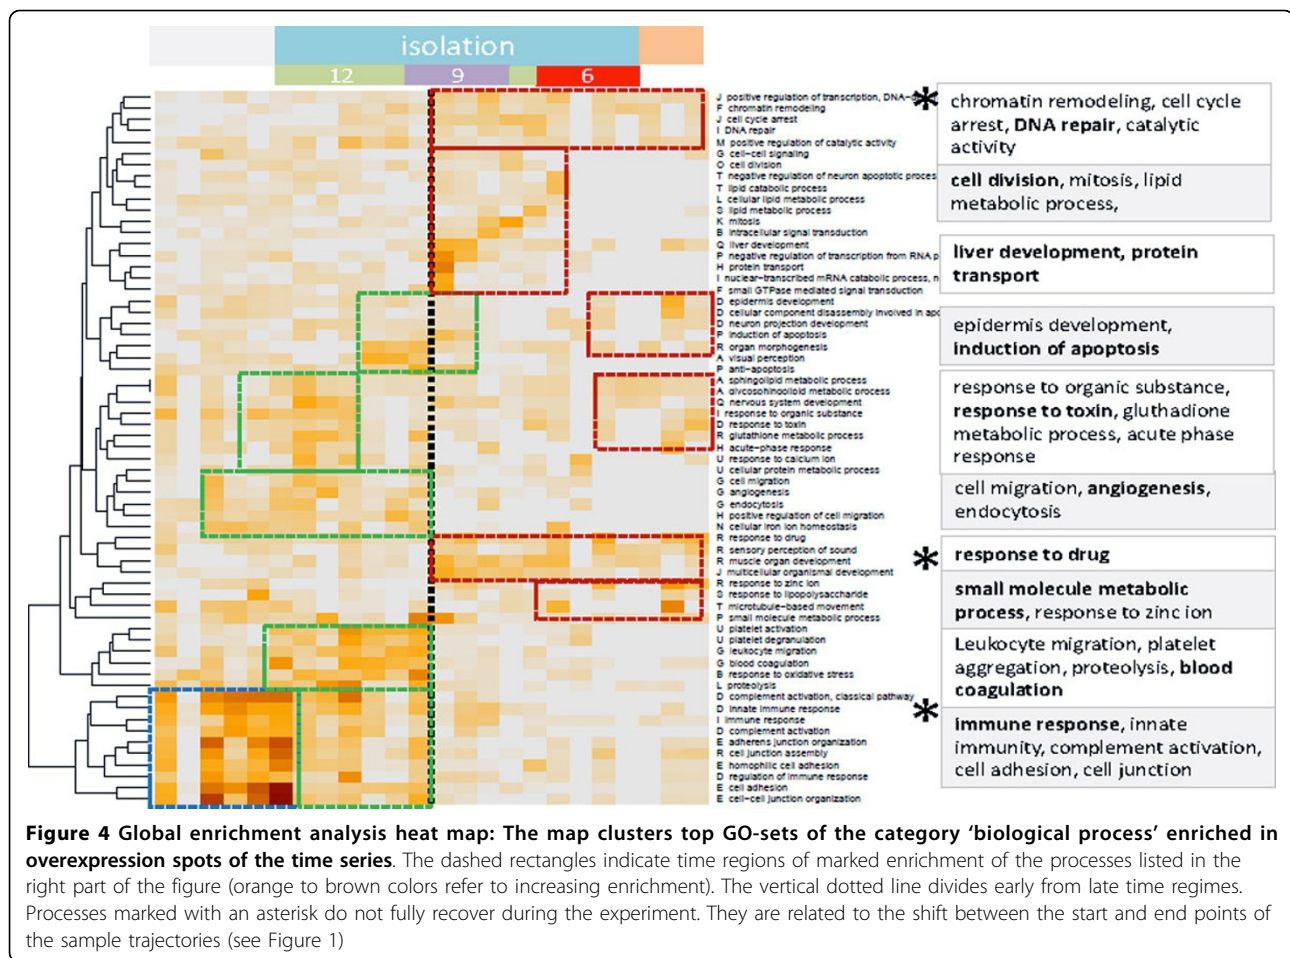 isolation
12 9 6
J positive regulation of transcription, DNA-d
F chromatin remodeling
J cell cycle arrest
I DNA repair
M positive regulation of catalytic activity
G cell-cell signaling
O cell division
T negative regulation of neuron apoptotic proces
T lipid catabolic process
L cellular lipid metabolic process
S lipid metabolic process
K mitosis
B intracellular signal transduction
Q liver development
P negative regulation of transcription from RNA p
H protein transport
I nuclear-transcribed mRNA catabolic process, n
F small GTPase mediated signal transduction
D epidermis development
D cellular component disassembly involved in apo
D neuron projection development
P induction of apoptosis
R organ morphogenesis
A visual perception
P anti-apoptosis
A sphingolipid metabolic process
A glycosphingolipid metabolic process
Q nervous system development
I response to organic substance
D response to toxin
R glutathione metabolic process
H acute-phase response
U response to calcium ion
U cellular protein metabolic process
G cell migration
G angiogenesis
G endocytosis
H positive regulation of cell migration
N cellular iron ion homeostasis
R response to drug
R sensory perception of sound
R muscle organ development
J multicellular organismal development
R response to zinc ion
S response to lipopolysaccharide
T microtubule-based movement
P small molecule metabolic process
U platelet activation
U platelet degranulation
G leukocyte migration
G blood coagulation
B response to oxidative stress
L proteolysis
D complement activation, classical pathway
D innate immune response
I immune response
D complement activation
E adherens junction organization
R cell junction assembly
E homophilic cell adhesion
D regulation of immune response
E cell adhesion
E cell-cell junction organization
* chromatin remodeling, cell cycle
arrest, DNA repair, catalytic
activity
cell division, mitosis, lipid
metabolic process,
liver development, protein
transport
epidermis development,
induction of apoptosis
response to organic substance,
response to toxin, gluthadione
metabolic process, acute phase
response
cell migration, angiogenesis,
endocytosis
* response to drug
small molecule metabolic
process, response to zinc ion
Leukocyte migration, platelet
aggregation, proteolysis, blood
coagulation
* immune response, innate
immunity, complement activation,
cell adhesion, cell junction
Figure 4 Global enrichment analysis heat map: The map clusters top GO-sets of the category 'biological process' enriched in
overexpression spots of the time series. The dashed rectangles indicate time regions of marked enrichment of the processes listed in the
right part of the figure (orange to brown colors refer to increasing enrichment). The vertical dotted line divides early from late time regimes.
Processes marked with an asterisk do not fully recover during the experiment. They are related to the shift between the start and end points of
the sample trajectories (see Figure 1)